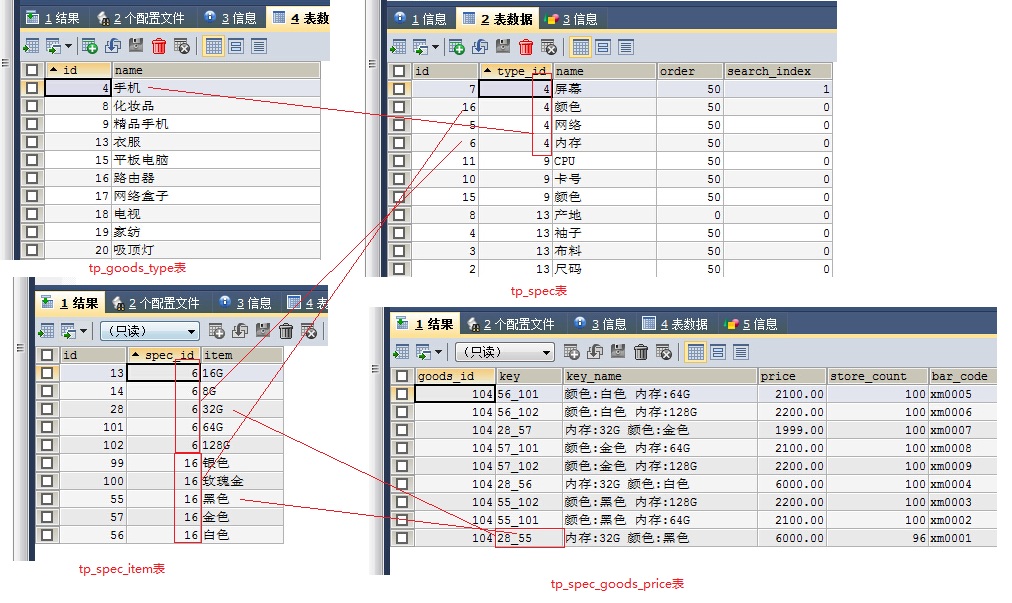 1 结果 2 个配置文件 3 信息 4 表数据
id name
4 手机
8 化妆品
9 精品手机
13 衣服
15 平板电脑
16 路由器
17 网络盒子
18 电视
19 家纺
20 吸顶灯
tp_goods_type表
1 信息 2 表数据 3 信息
id type_id name order search_index
7 4 屏幕 50 1
16 4 颜色 50 0
5 4 网络 50 0
6 4 内存 50 0
11 9 CPU 50 0
10 9 卡号 50 0
15 9 颜色 50 0
8 13 产地 0 0
4 13 袖子 50 0
3 13 布料 50 0
2 13 尺码 50 0
tp_spec表
1 结果 2 个配置文件 3 信息 4 表
(只读)
id spec_id item
13 6 16G
14 6 8G
28 6 32G
101 6 64G
102 6 128G
99 16 银色
100 16 玫瑰金
55 16 黑色
57 16 金色
56 16 白色
tp_spec_item表
1 结果 2 个配置文件 3 信息 4 表数据 5 信息
(只读)
goods_id key key_name price store_count bar_code
104 56_101 颜色:白色 内存:64G 2100.00 100 xm0005
104 56_102 颜色:白色 内存:128G 2200.00 100 xm0006
104 28_57 内存:32G 颜色:金色 1999.00 100 xm0007
104 57_101 颜色:金色 内存:64G 2100.00 100 xm0008
104 57_102 颜色:金色 内存:128G 2200.00 100 xm0009
104 28_56 内存:32G 颜色:白色 6000.00 100 xm0004
104 55_102 颜色:黑色 内存:128G 2200.00 100 xm0003
104 55_101 颜色:黑色 内存:64G 2100.00 100 xm0002
104 28_55 内存:32G 颜色:黑色 6000.00 96 xm0001
tp_spec_goods_price表